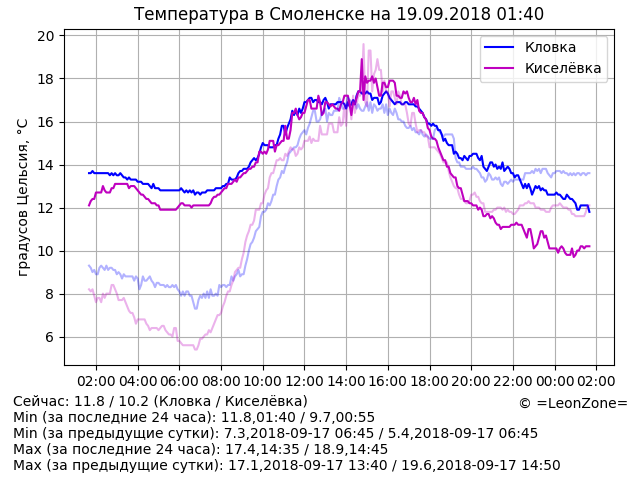 Температура в Смоленске на 19.09.2018 01:40
градусов Цельсия, °C
20
18
16
14
12
10
8
6
Кловка
Киселёвка
02:00 04:00 06:00 08:00 10:00 12:00 14:00 16:00 18:00 20:00 22:00 00:00 02:00
Сейчас: 11.8 / 10.2 (Кловка / Киселёвка)
© =LeonZone=
Min (за последние 24 часа): 11.8,01:40 / 9.7,00:55
Min (за предыдущие сутки): 7.3,2018-09-17 06:45 / 5.4,2018-09-17 06:45
Max (за последние 24 часа): 17.4,14:35 / 18.9,14:45
Max (за предыдущие сутки): 17.1,2018-09-17 13:40 / 19.6,2018-09-17 14:50